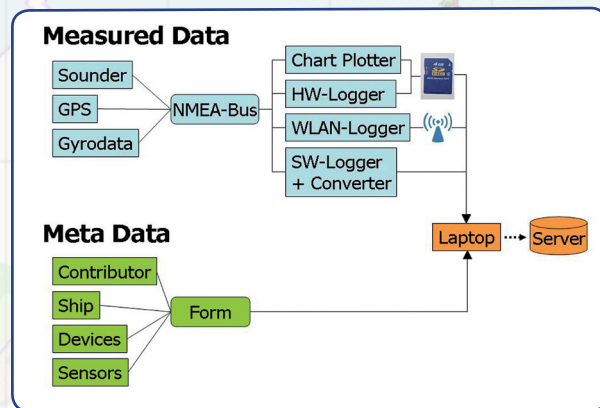 Measured Data
Sounder
GPS
Gyrodata
NMEA-Bus
Chart Plotter
HW-Logger
WLAN-Logger
SW-Logger
+ Converter
Meta Data
Contributor
Ship
Devices
Sensors
Form
Laptop
Server